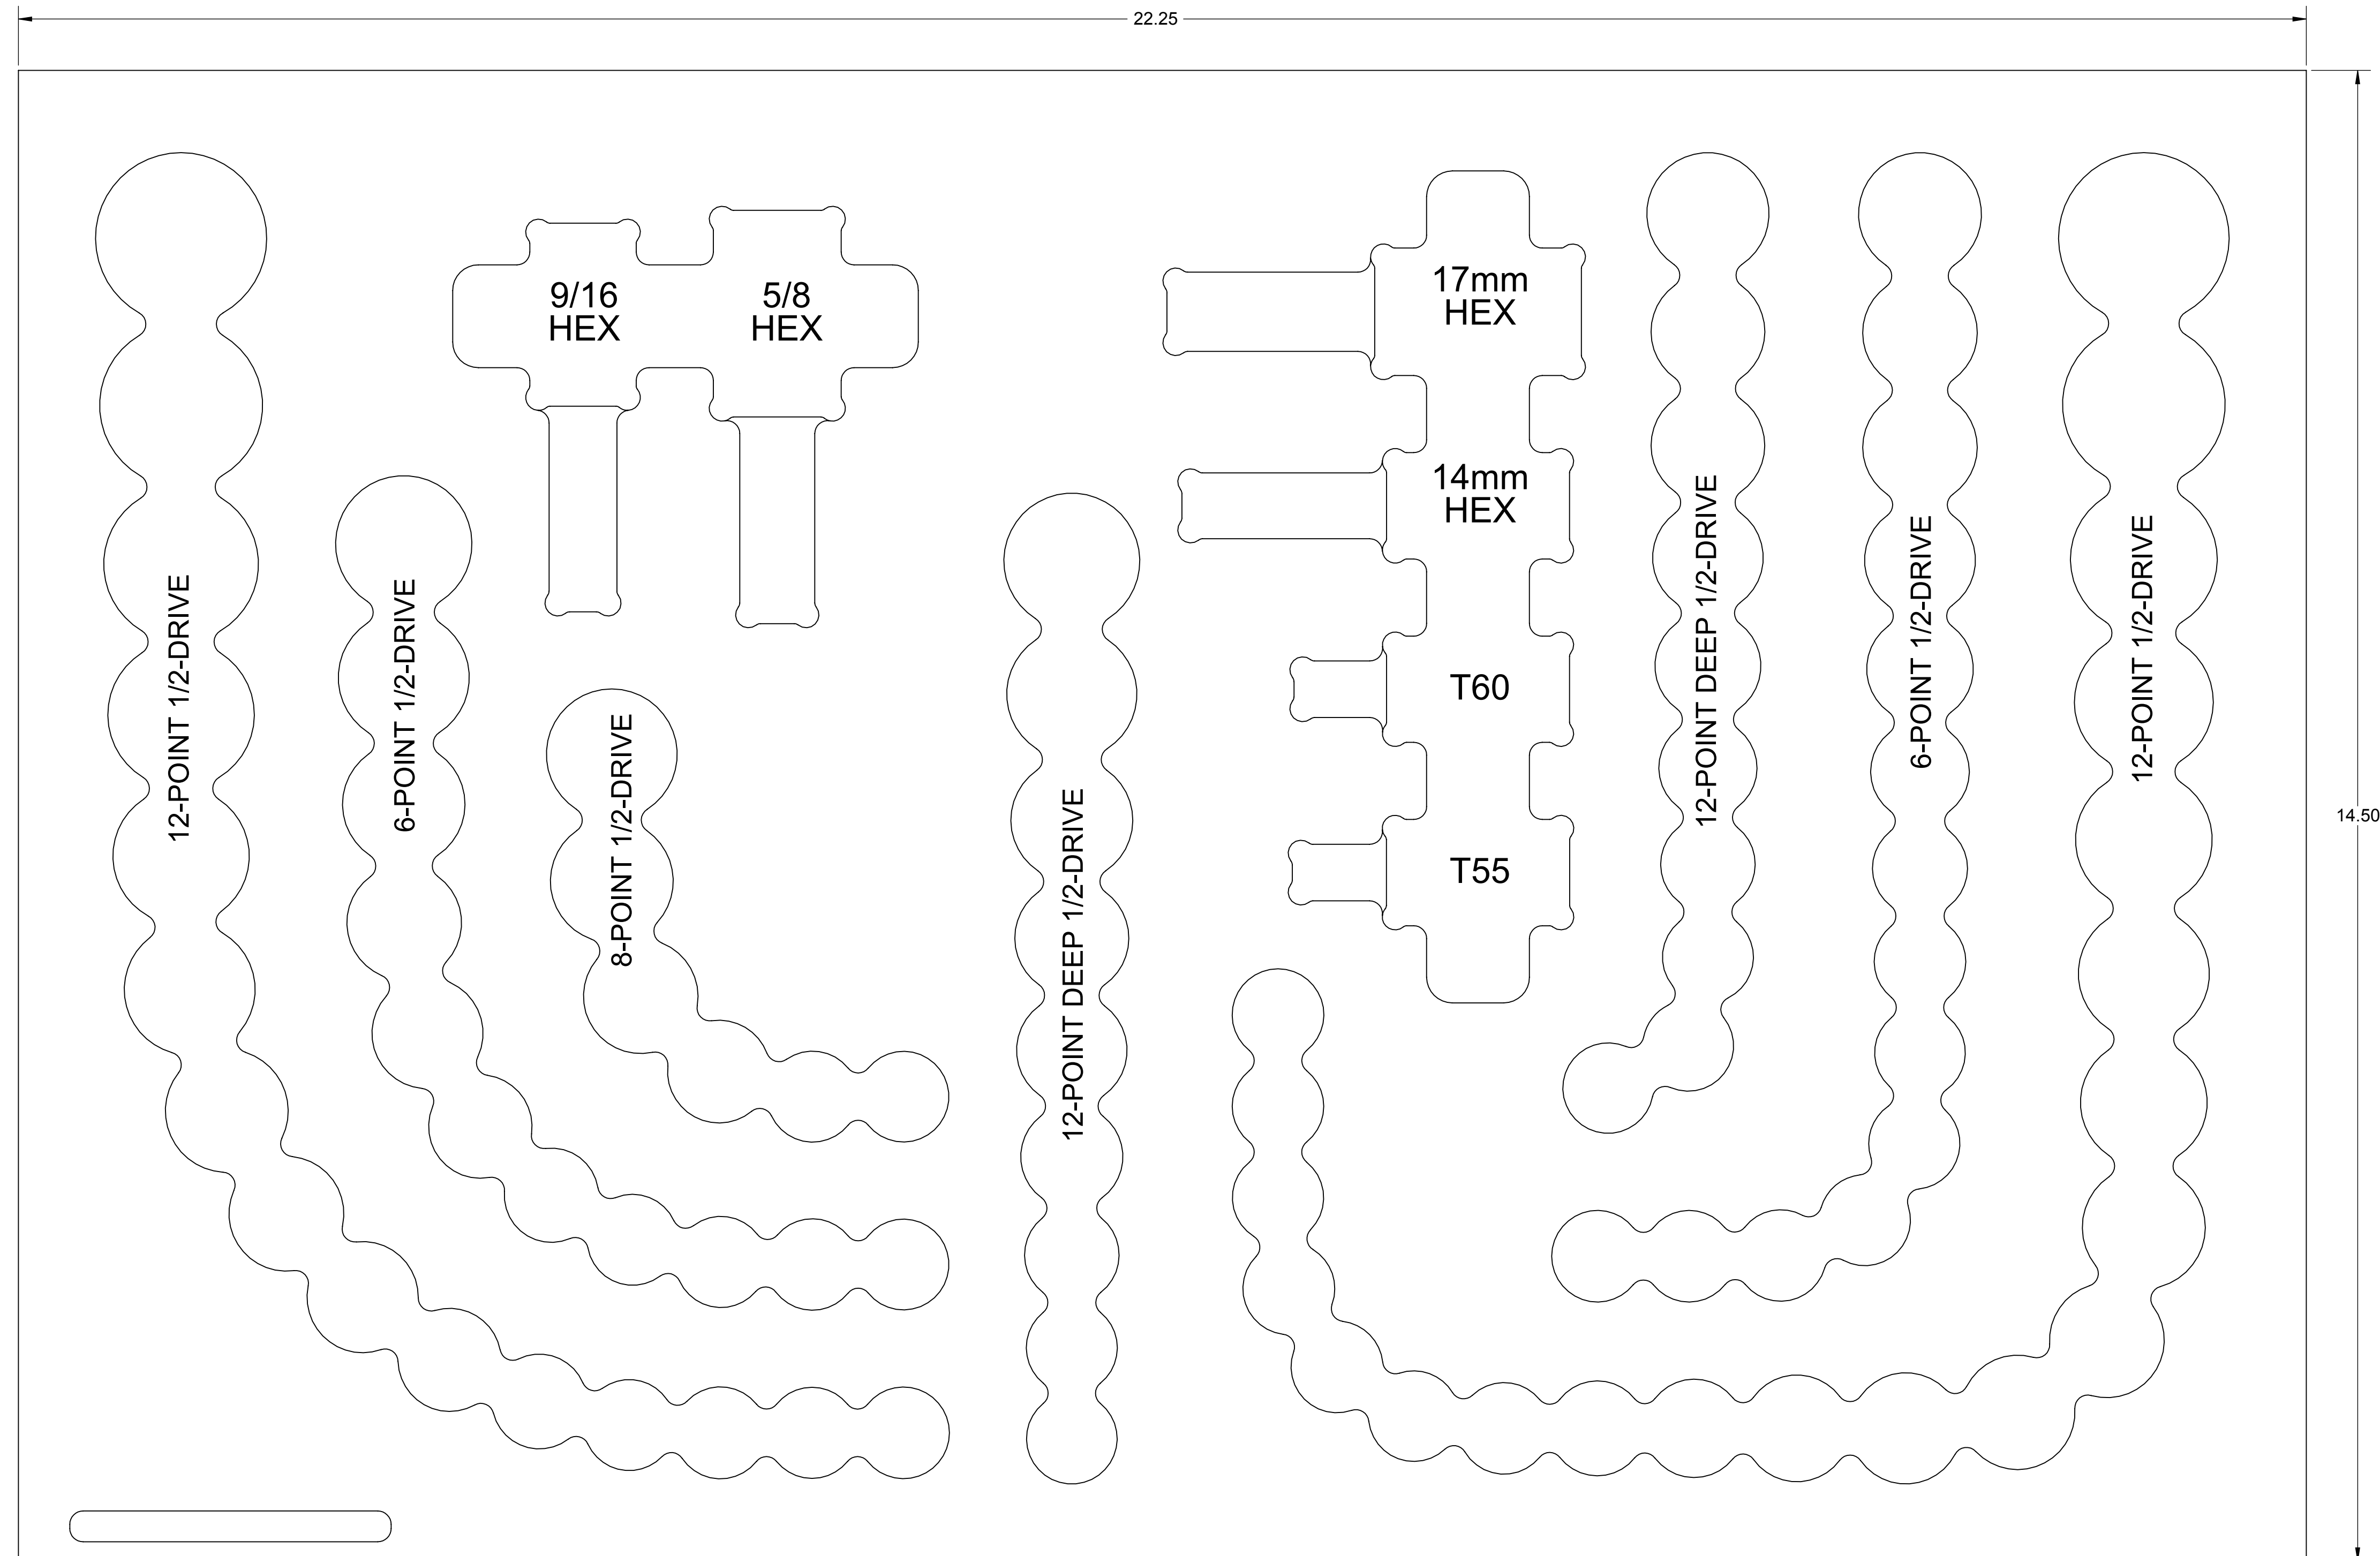 22.25
9/16
HEX
5/8
HEX
17mm
HEX
14mm
HEX
T60
T55
12-POINT 1/2-DRIVE
6-POINT 1/2-DRIVE
8-POINT 1/2-DRIVE
12-POINT DEEP 1/2-DRIVE
12-POINT DEEP 1/2-DRIVE
6-POINT 1/2-DRIVE
12-POINT 1/2-DRIVE
14.50